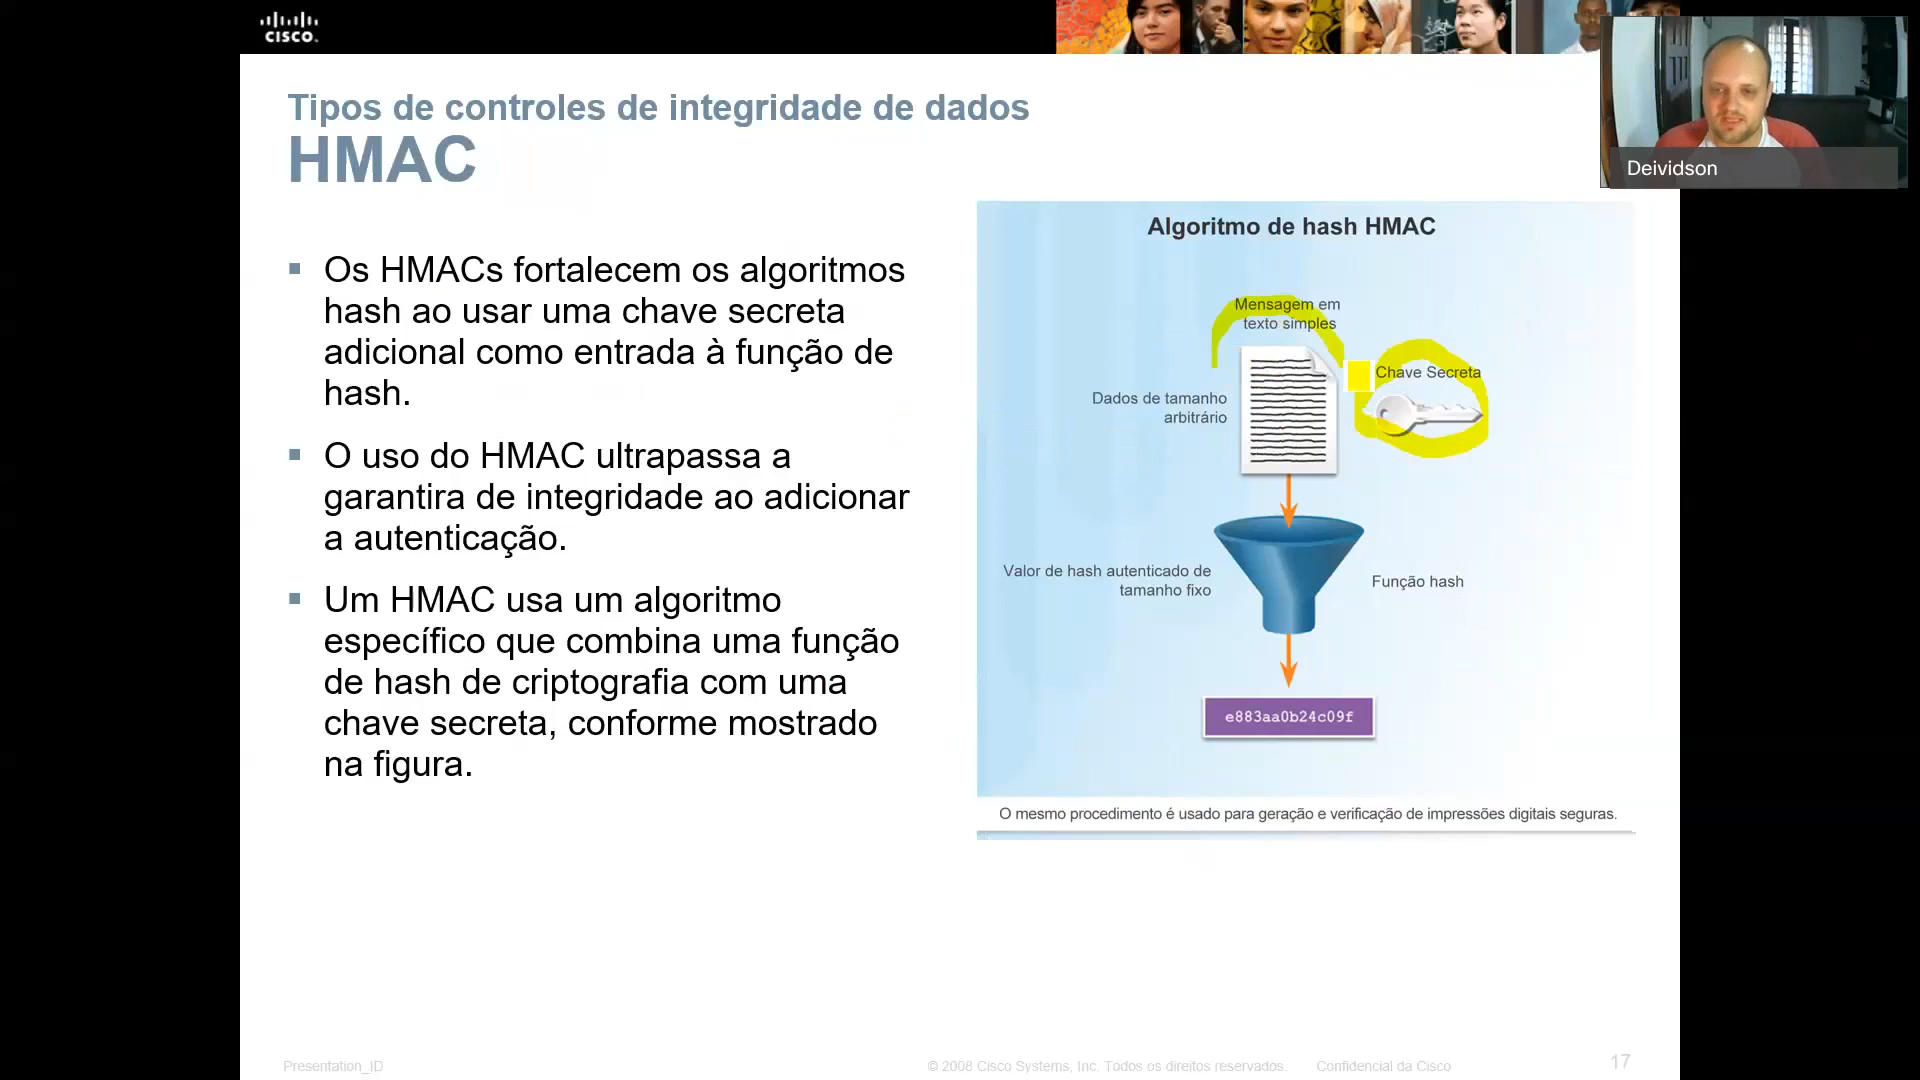 CISCO.
Deividson
Tipos de controles de integridade de dados
HMAC
Os HMACs fortalecem os algoritmos
hash ao usar uma chave secreta
adicional como entrada à função de
hash.
O uso do HMAC ultrapassa a
garantira de integridade ao adicionar
a autenticação.
Um HMAC usa um algoritmo
específico que combina uma função
de hash de criptografia com uma
chave secreta, conforme mostrado
na figura.
Algoritmo de hash HMAC
Mensagem em
texto simples
Chave Secreta
Dados de tamanho
arbitrário
Valor de hash autenticado de
tamanho fixo
Função hash
e883aa0b24c09f
O mesmo procedimento é usado para geração e verificação de impressões digitais seguras.
Presentation_ID
© 2008 Cisco Systems, Inc. Todos os direitos reservados.
Confidencial da Cisco
17